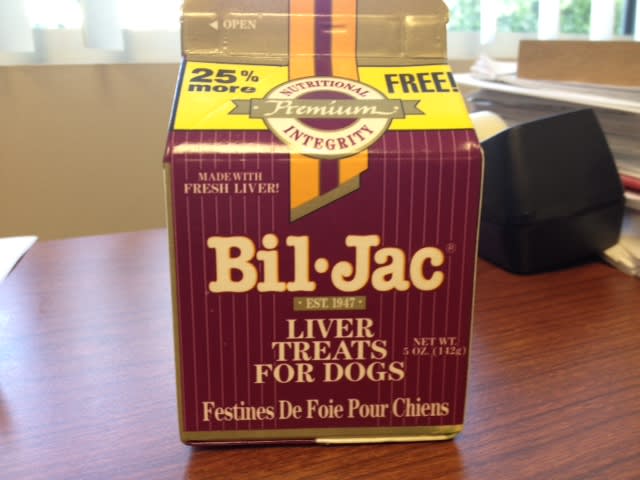 ◄ OPEN
25% more FREE!
NUTRITIONAL
Premium
INTEGRITY
MADE WITH
FRESH LIVER!
Bil·Jac®
· EST. 1947 ·
LIVER
TREATS
FOR DOGS
NET WT.
5 OZ. (142g)
Festines De Foie Pour Chiens